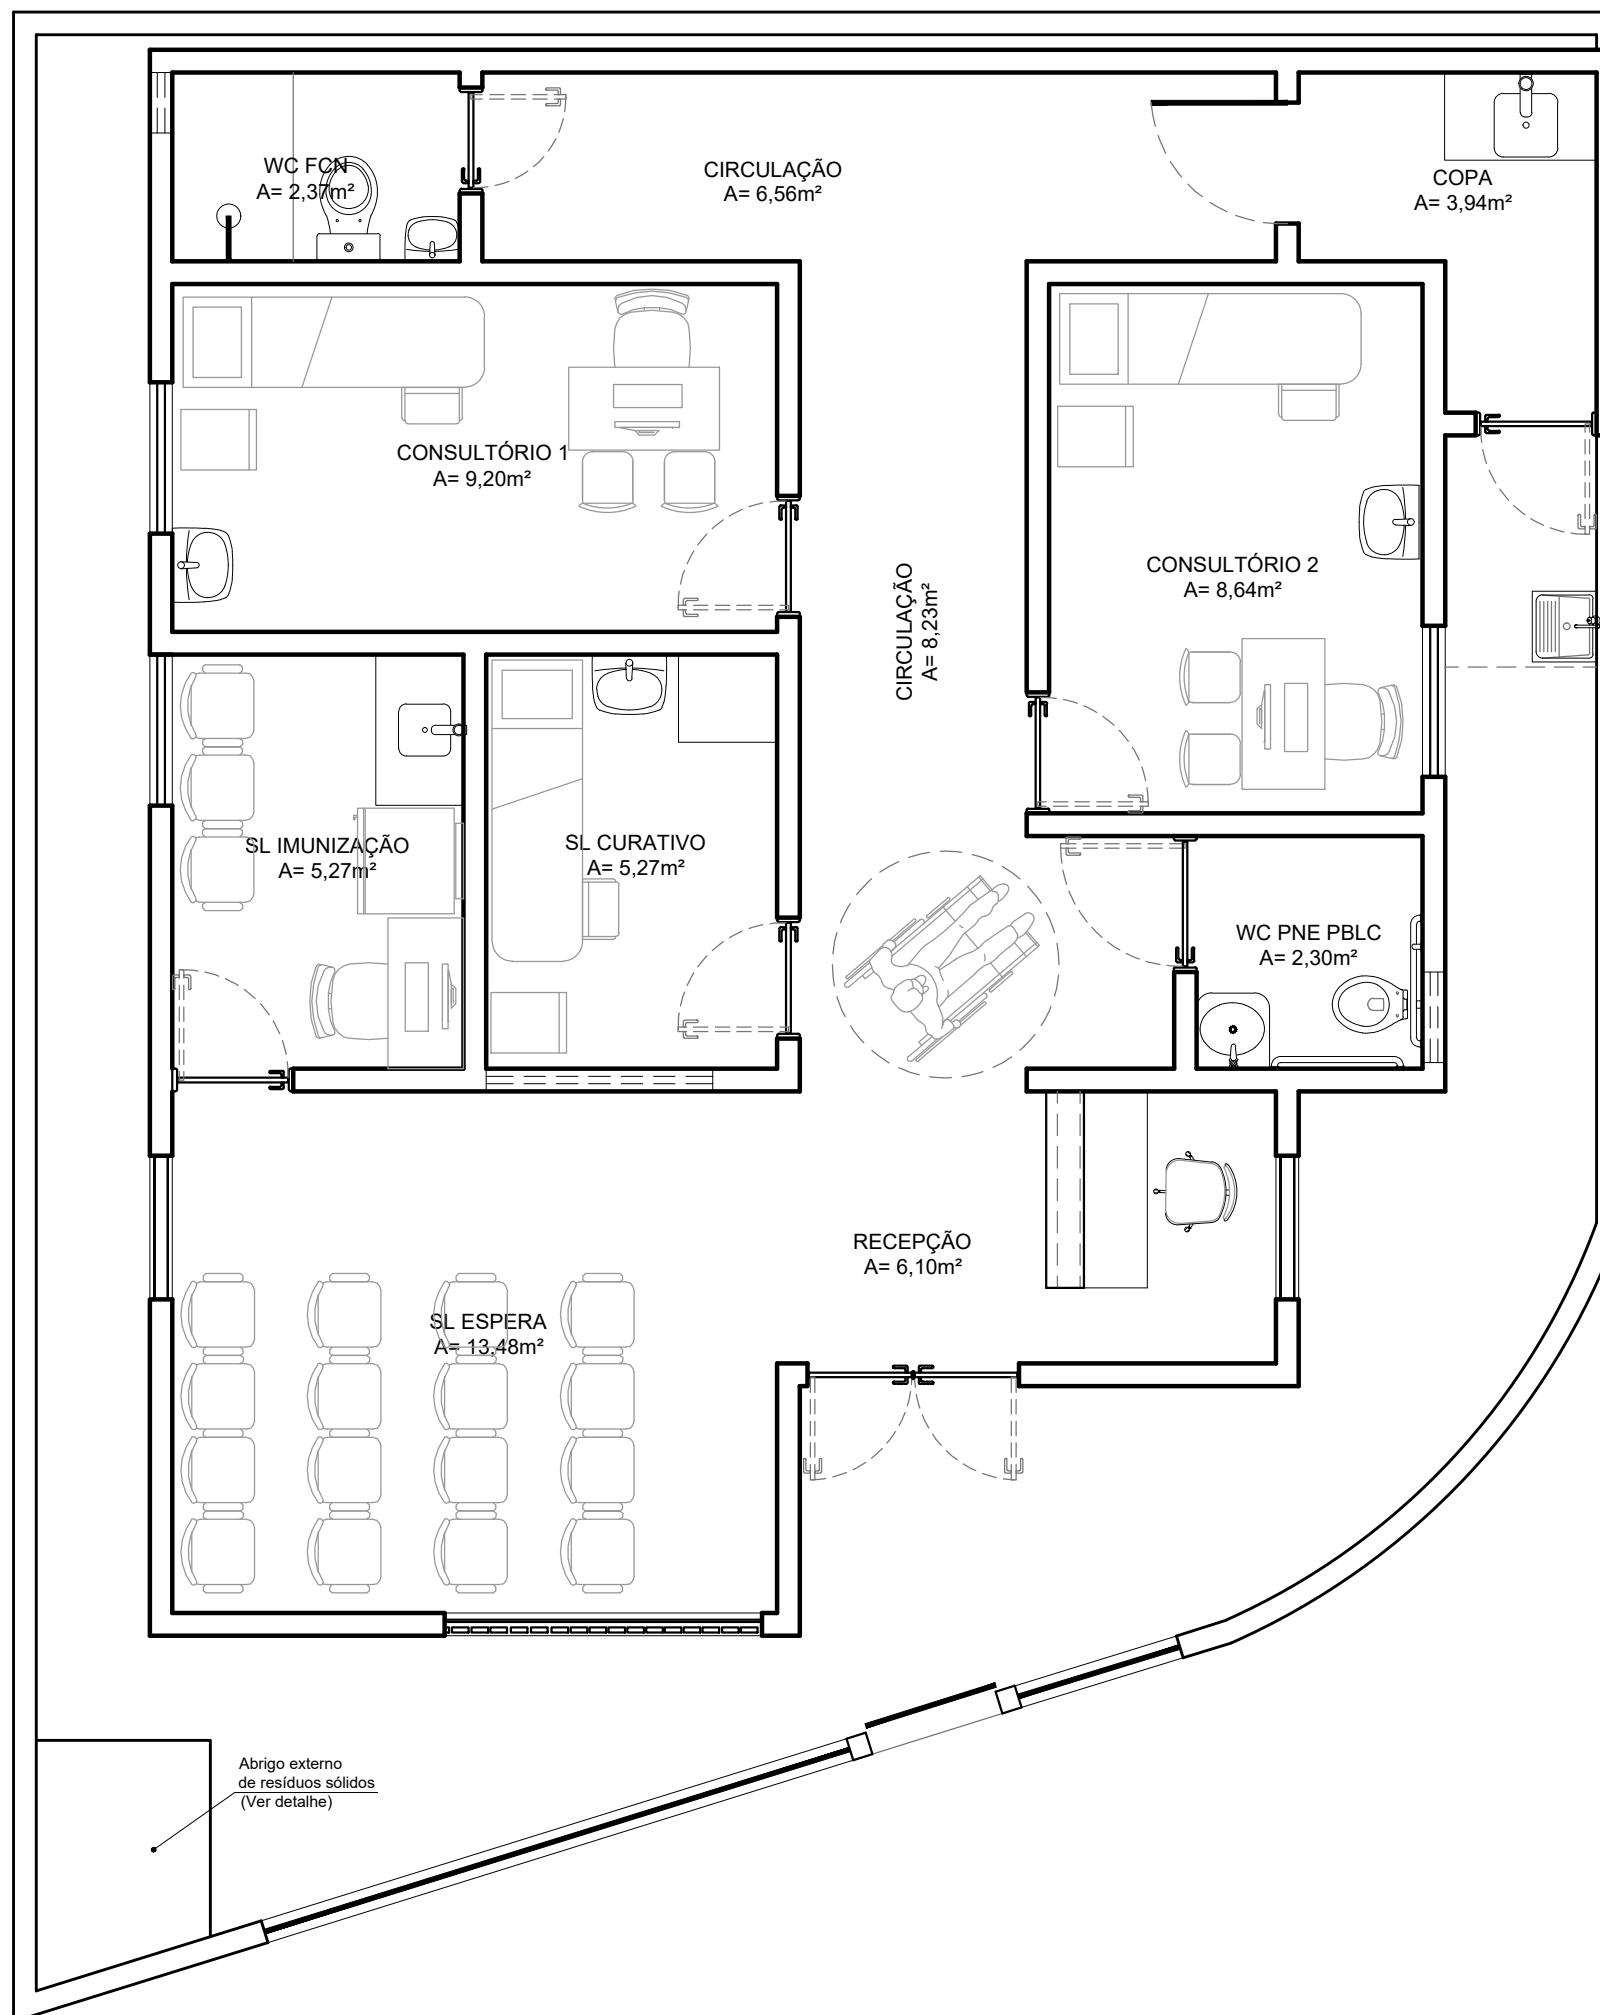 WC FCN
A= 2,37m²
CIRCULAÇÃO
A= 6,56m²
COPA
A= 3,94m²
CONSULTÓRIO 1
A= 9,20m²
CONSULTÓRIO 2
A= 8,64m²
CIRCULAÇÃO
A= 8,23m²
SL IMUNIZAÇÃO
A= 5,27m²
SL CURATIVO
A= 5,27m²
WC PNE PBLC
A= 2,30m²
RECEPÇÃO
A= 6,10m²
SL ESPERA
A= 13,48m²
Abrigo externo
de resíduos sólidos
(Ver detalhe)